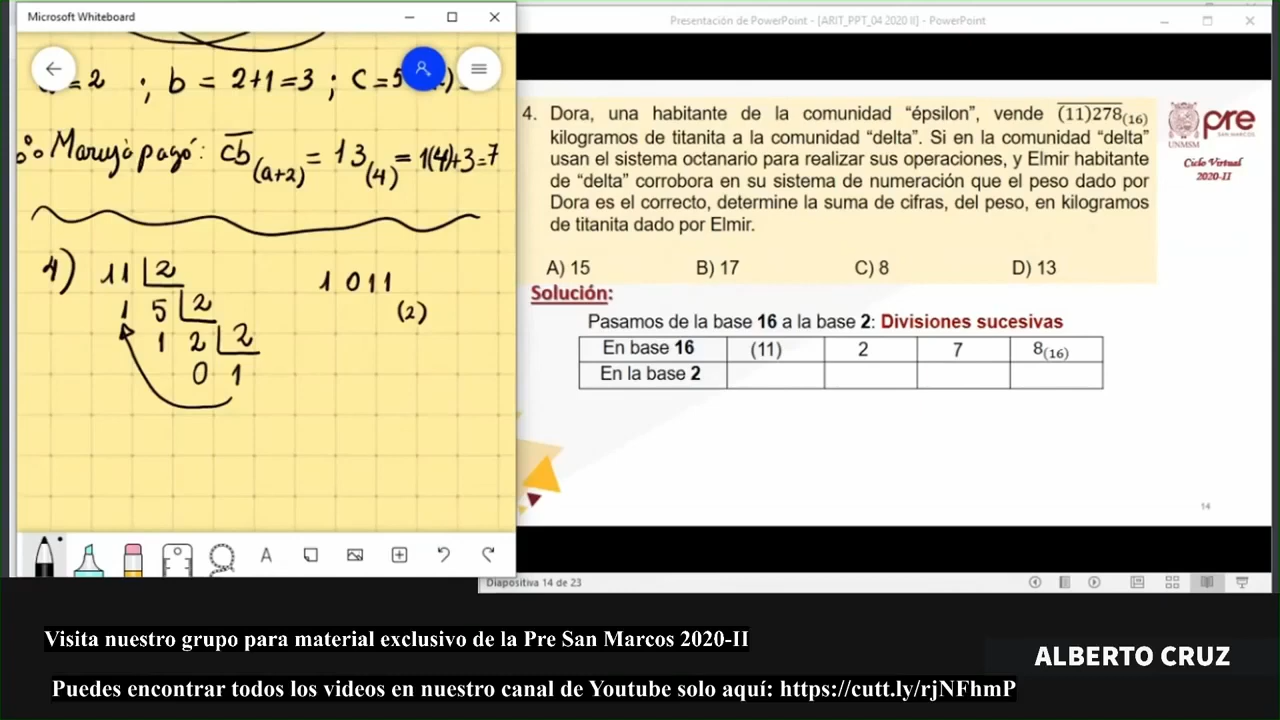 Microsoft Whiteboard
= 2 ; b = 2+1=3 ; c = 5
Maruja pagó: cb(a+2) = 13(4) = 1(4)+3=7
4) 11 2
1 5 2
1 2 2
0 1
1 0 1 1 (2)
Presentación de PowerPoint - [ARIT_PPT_04 2020 II] - PowerPoint
4. Dora, una habitante de la comunidad “épsilon”, vende (11)278(16)
kilogramos de titanita a la comunidad “delta”. Si en la comunidad “delta”
usan el sistema octanario para realizar sus operaciones, y Elmir habitante
de “delta” corrobora en su sistema de numeración que el peso dado por
Dora es el correcto, determine la suma de cifras, del peso, en kilogramos
de titanita dado por Elmir.
A) 15 B) 17 C) 8 D) 13
UNMSM
pre
SAN MARCOS
Ciclo Virtual
2020-II
Solución:
Pasamos de la base 16 a la base 2: Divisiones sucesivas
En base 16 (11) 2 7 8(16)
En la base 2
14
Diapositiva 14 de 23
Visita nuestro grupo para material exclusivo de la Pre San Marcos 2020-II
ALBERTO CRUZ
Puedes encontrar todos los videos en nuestro canal de Youtube solo aquí: https://cutt.ly/rjNFhmP